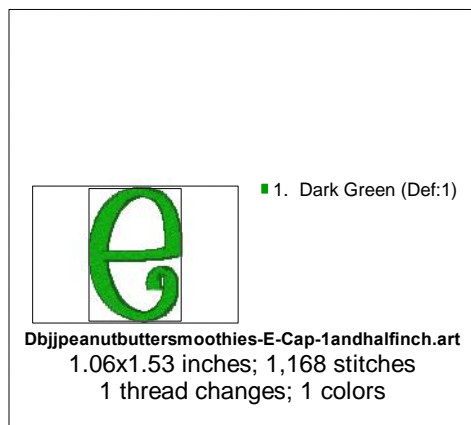 1. Dark Green (Def:1)
e
Dbjjpeanutbuttersmoothies-E-Cap-1andhalfinch.art
1.06x1.53 inches; 1,168 stitches
1 thread changes; 1 colors